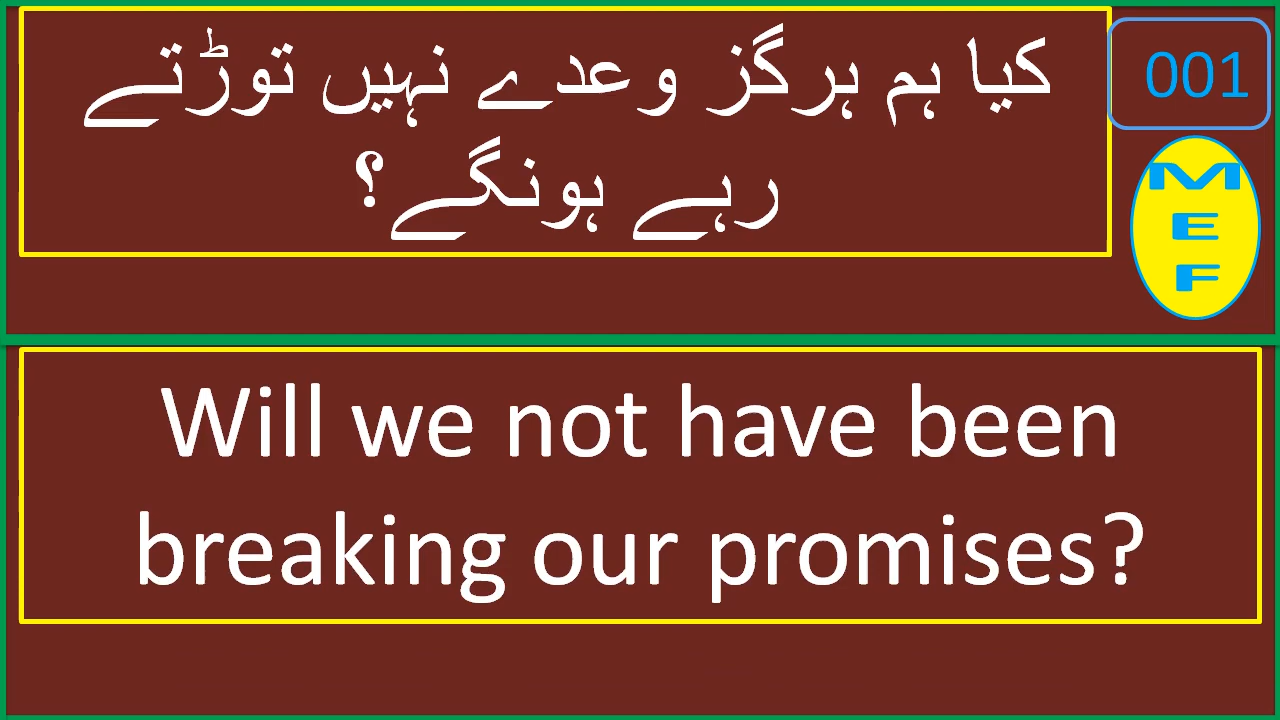 کیا ہم ہرگز وعدے نہیں توڑتے
رہے ہونگے؟
001
M
E
F
Will we not have been
breaking our promises?